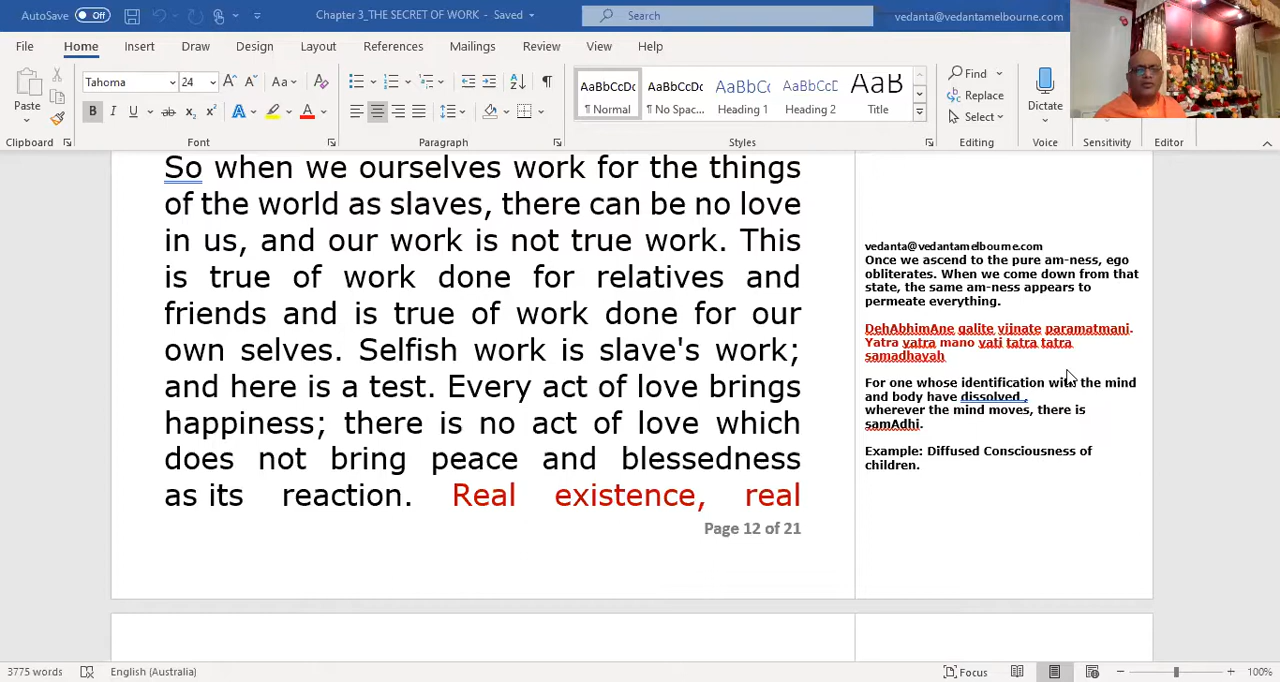 AutoSave Off Chapter 3_THE SECRET OF WORK - Saved Search vedanta@vedantamelbourne.com
File Home Insert Draw Design Layout References Mailings Review View Help
Paste Tahoma 24 AaBbCcDc AaBbCcDc AaBbCc AaBbCcD AaB Find Replace Select Dictate
¶ Normal ¶ No Spac... Heading 1 Heading 2 Title
Clipboard Font Paragraph Styles Editing Voice Sensitivity Editor
So when we ourselves work for the things
of the world as slaves, there can be no love
in us, and our work is not true work. This
is true of work done for relatives and
friends and is true of work done for our
own selves. Selfish work is slave's work;
and here is a test. Every act of love brings
happiness; there is no act of love which
does not bring peace and blessedness
as its reaction. Real existence, real
Page 12 of 21
vedanta@vedantamelbourne.com
Once we ascend to the pure am-ness, ego
obliterates. When we come down from that
state, the same am-ness appears to
permeate everything.
DehAbhimAne galite vijnate paramatmani.
Yatra yatra mano yati tatra tatra
samadhayah
For one whose identification with the mind
and body have dissolved ,
wherever the mind moves, there is
samAdhi.
Example: Diffused Consciousness of
children.
3775 words English (Australia) Focus 100%